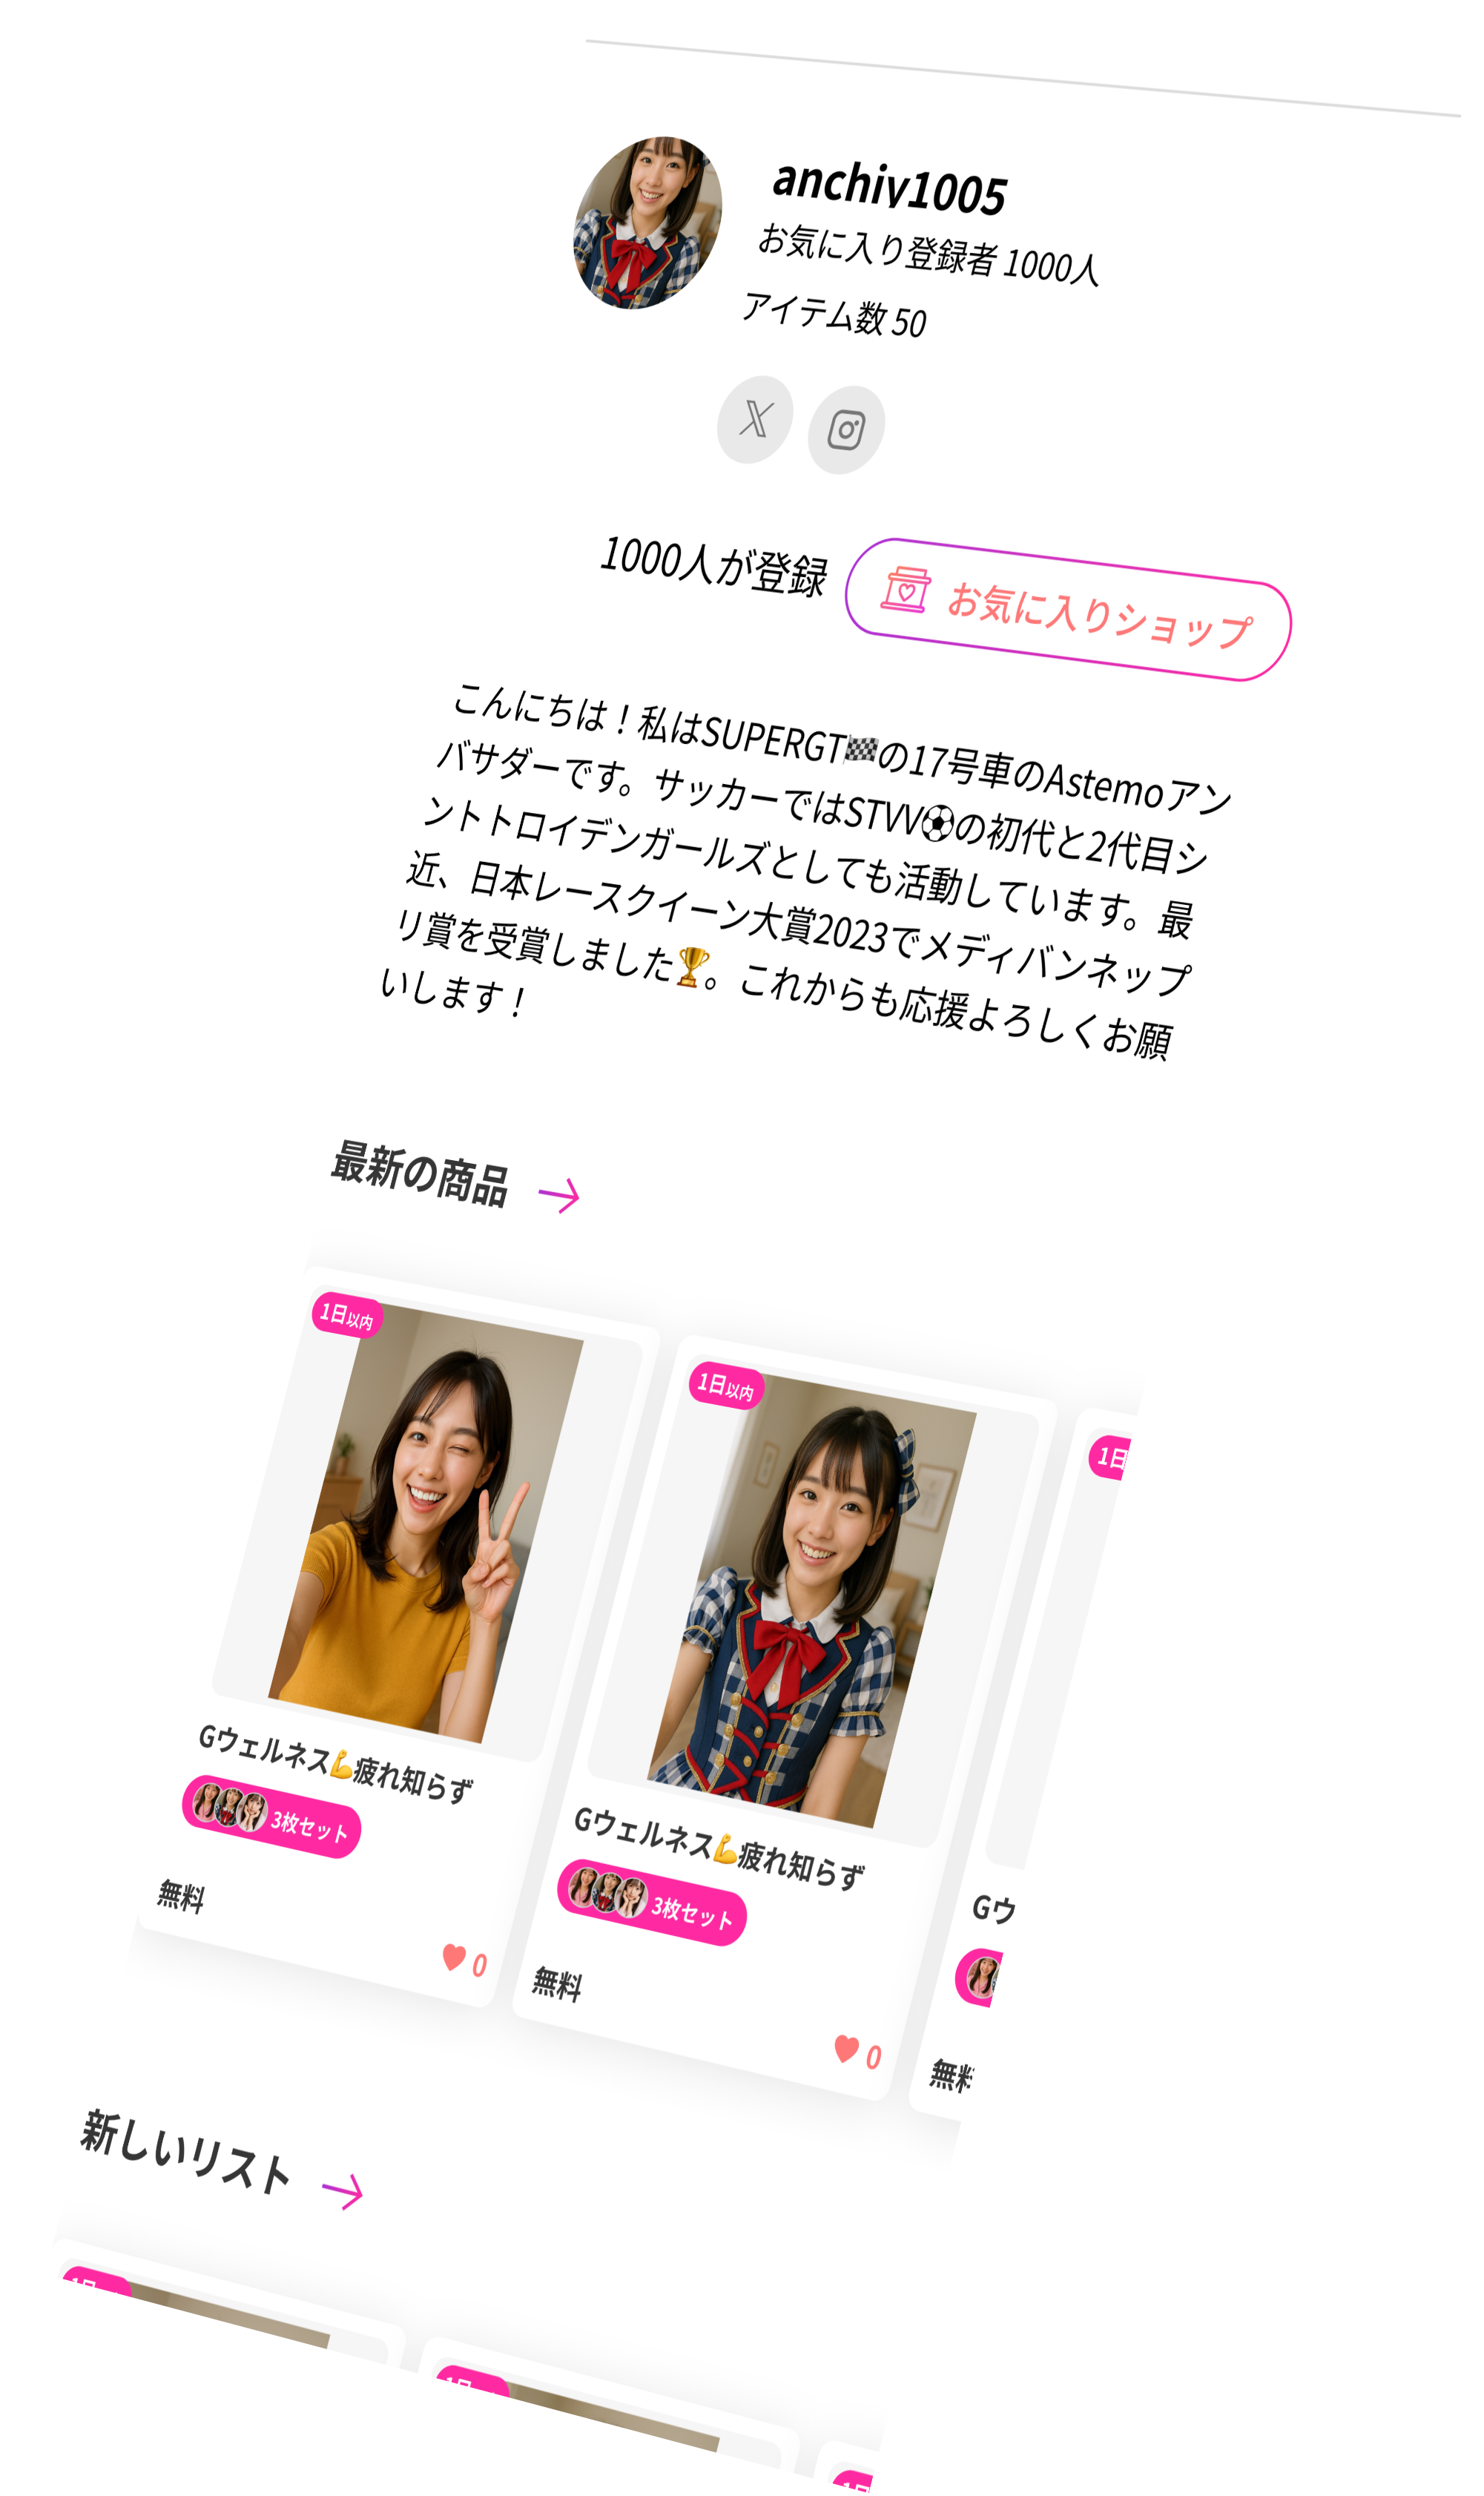 anchiv1005
お気に入り登録者 1000人
アイテム数 50
1000人が登録
お気に入りショップ
こんにちは！私はSUPERGT🏁の17号車のAstemoアン
バサダーです。サッカーではSTVV⚽の初代と2代目シ
ントトロイデンガールズとしても活動しています。最
近、日本レースクイーン大賞2023でメディバンネップ
リ賞を受賞しました🏆。これからも応援よろしくお願
いします！
最新の商品
1日以内
Gウェルネス💪疲れ知らず
3枚セット
無料
0
1日以内
Gウェルネス💪疲れ知らず
3枚セット
無料
0
1日
Gウ
無料
新しいリスト